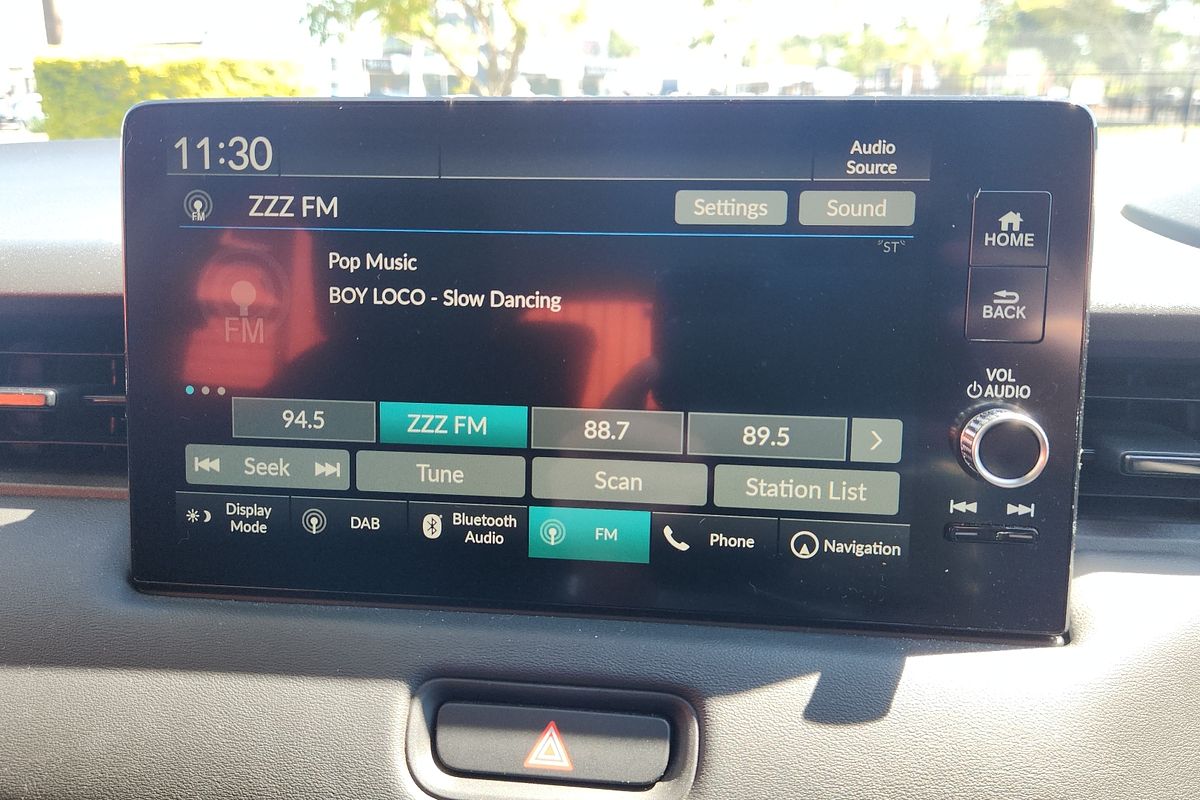 11:30
Audio
Source
FM
ZZZ FM
Settings
Sound
ST
HOME
Pop Music
BOY LOCO - Slow Dancing
FM
BACK
VOL
AUDIO
94.5
ZZZ FM
88.7
89.5
Seek
Tune
Scan
Station List
Display
Mode
DAB
Bluetooth
Audio
FM
Phone
Navigation